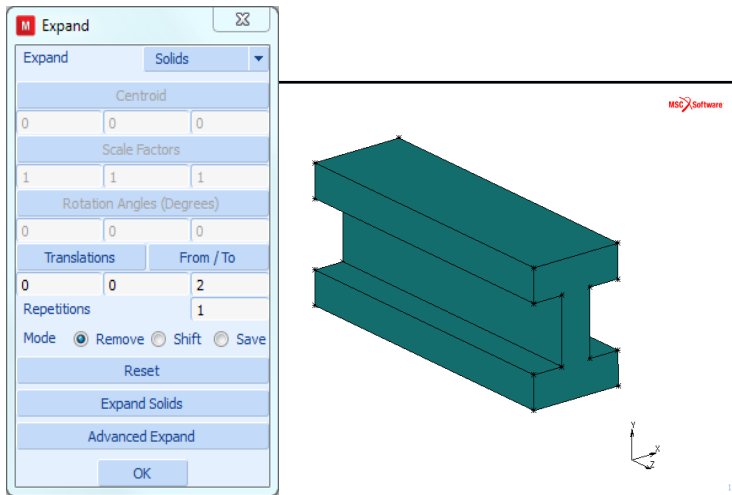 M Expand
Expand Solids
Centroid
0 0 0
Scale Factors
1 1 1
Rotation Angles (Degrees)
0 0 0
Translations From / To
0 0 2
Repetitions 1
Mode Remove Shift Save
Reset
Expand Solids
Advanced Expand
OK
MSC Software
Y
X
Z
1